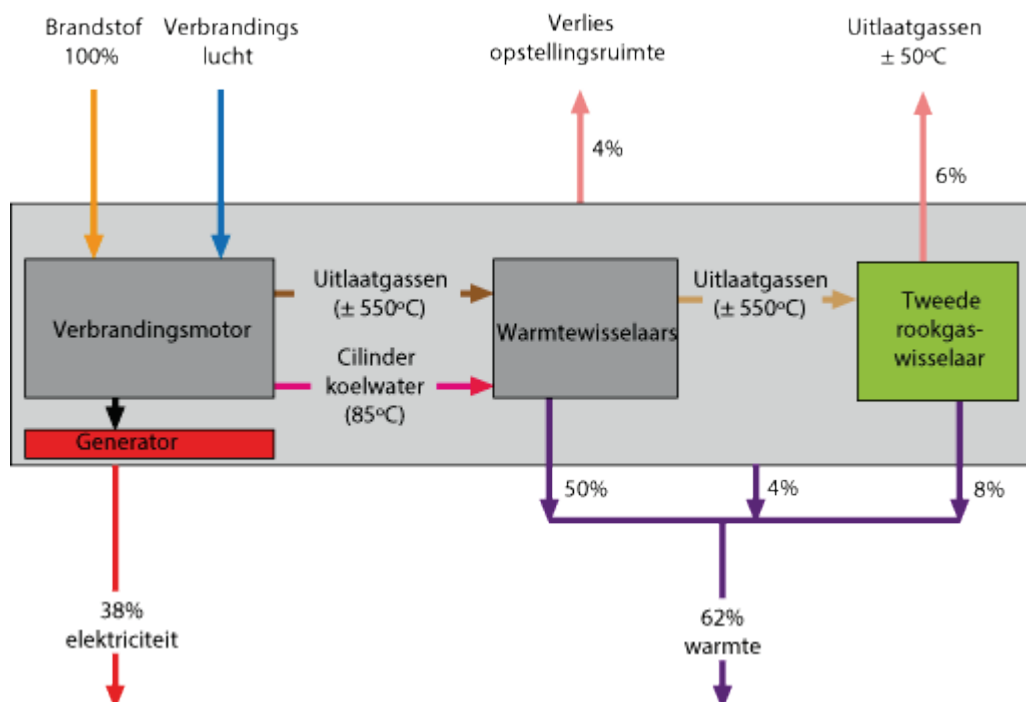 Brandstof
100%
Verbrandings
lucht
Verlies
opstellingsruimte
Uitlaatgassen
± 50ºC
4%
6%
Verbrandingsmotor
Uitlaatgassen
(± 550ºC)
Cilinder
koelwater
(85ºC)
Warmtewisselaars
Uitlaatgassen
(± 550ºC)
Tweede
rookgas-
wisselaar
Generator
50%
4%
8%
38%
elektriciteit
62%
warmte